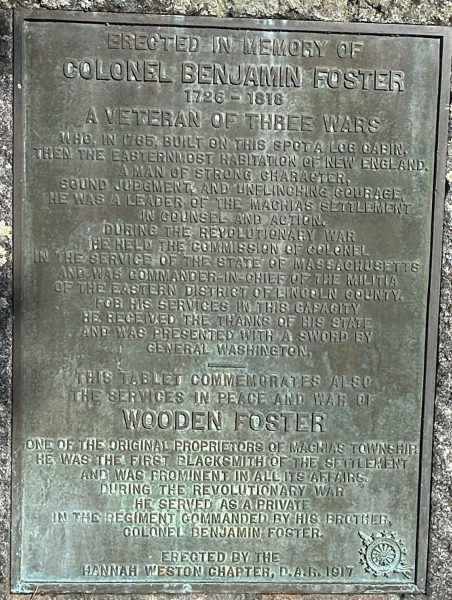 ERECTED IN MEMORY OF
COLONEL BENJAMIN FOSTER
1726 - 1818
A VETERAN OF THREE WARS
WHO, IN 1765, BUILT ON THIS SPOT A LOG CABIN,
THEN THE EASTERNMOST HABITATION OF NEW ENGLAND.
A MAN OF STRONG CHARACTER,
SOUND JUDGMENT, AND UNFLINCHING COURAGE,
HE WAS A LEADER OF THE MACHIAS SETTLEMENT
IN COUNSEL AND ACTION.
DURING THE REVOLUTIONARY WAR
HE HELD THE COMMISSION OF COLONEL
IN THE SERVICE OF THE STATE OF MASSACHUSETTS
AND WAS COMMANDER-IN-CHIEF OF THE MILITIA
OF THE EASTERN DISTRICT OF LINCOLN COUNTY.
FOR HIS SERVICES IN THIS CAPACITY
HE RECEIVED THE THANKS OF HIS STATE
AND WAS PRESENTED WITH A SWORD BY
GENERAL WASHINGTON.
THIS TABLET COMMEMORATES ALSO
THE SERVICES IN PEACE AND WAR OF
WOODEN FOSTER
ONE OF THE ORIGINAL PROPRIETORS OF MACHIAS TOWNSHIP.
HE WAS THE FIRST BLACKSMITH OF THE SETTLEMENT
AND WAS PROMINENT IN ALL ITS AFFAIRS.
DURING THE REVOLUTIONARY WAR
HE SERVED AS A PRIVATE
IN THE REGIMENT COMMANDED BY HIS BROTHER,
COLONEL BENJAMIN FOSTER.
ERECTED BY THE
HANNAH WESTON CHAPTER, D.A.R. 1917